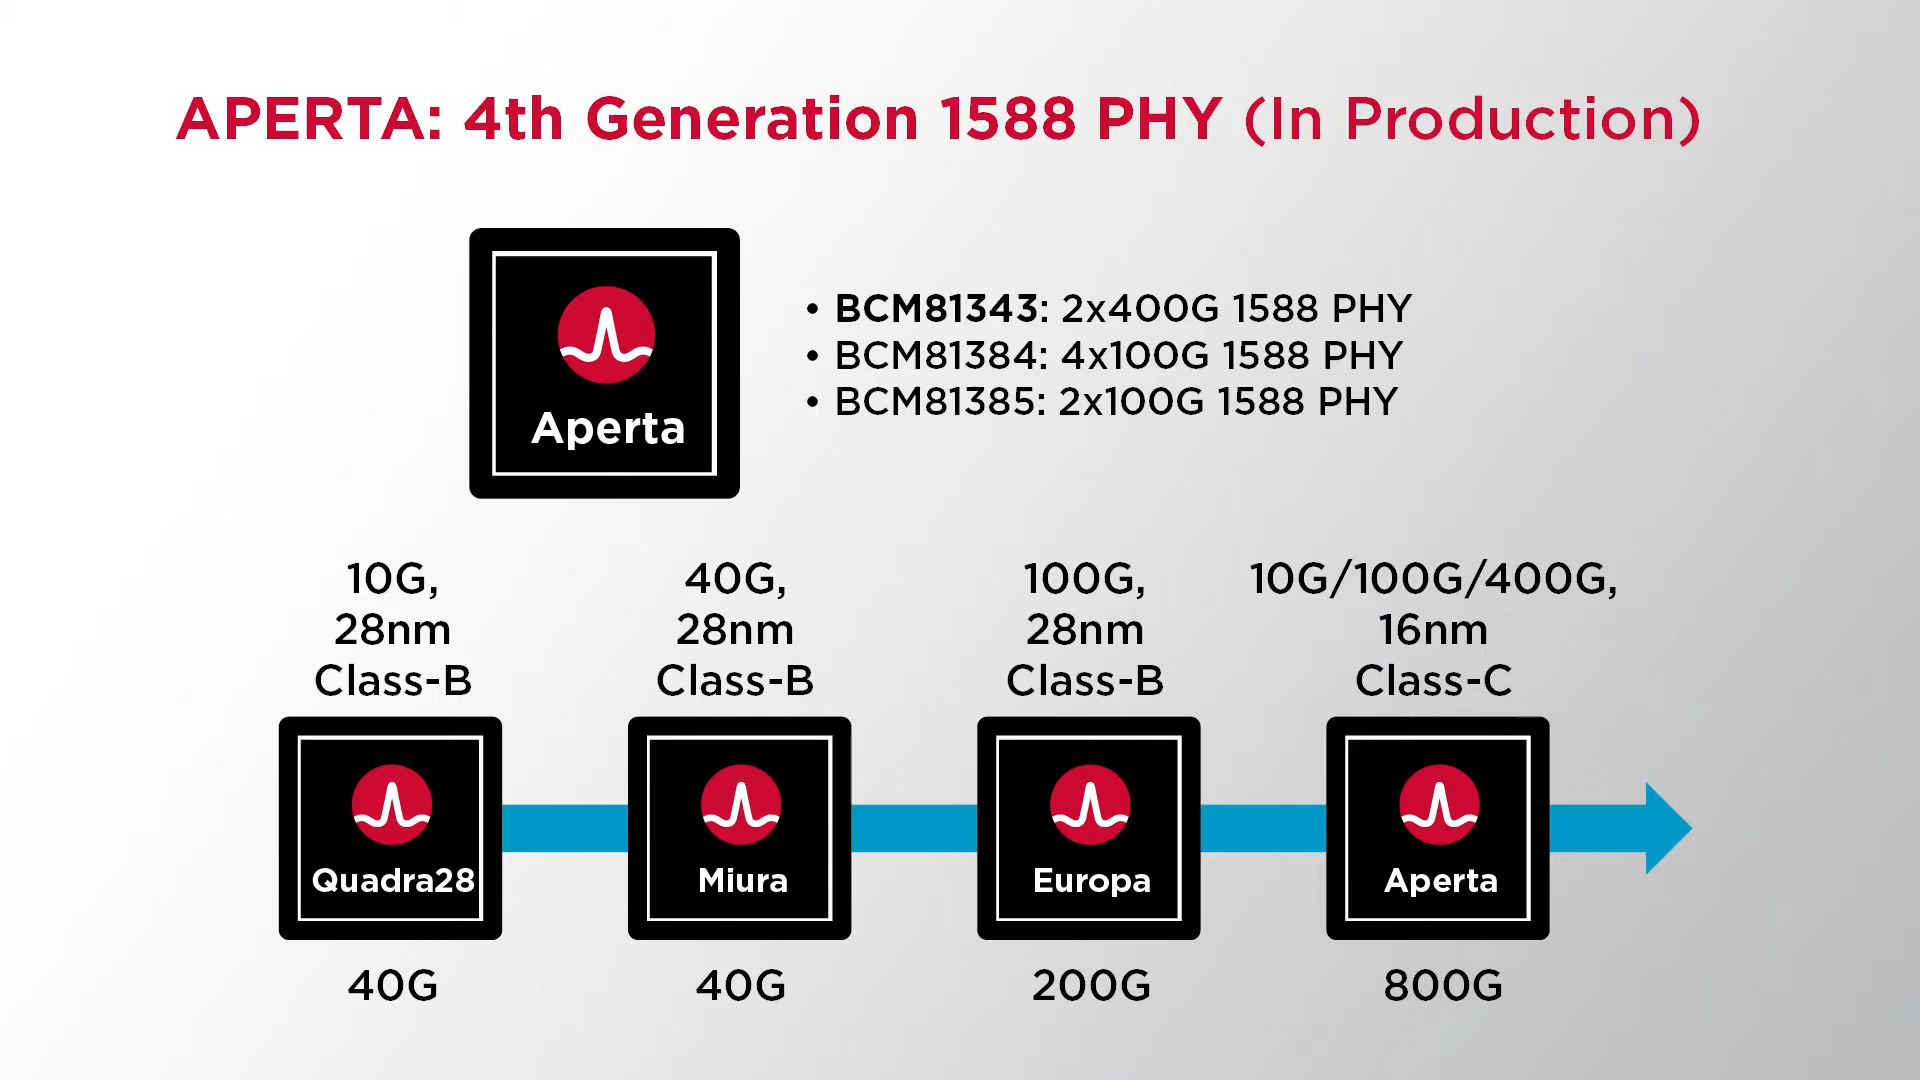 APERTA: 4th Generation 1588 PHY (In Production)
Aperta
• BCM81343: 2x400G 1588 PHY
• BCM81384: 4x100G 1588 PHY
• BCM81385: 2x100G 1588 PHY
10G,
28nm
Class-B
40G,
28nm
Class-B
100G,
28nm
Class-B
10G/100G/400G,
16nm
Class-C
Quadra28
Miura
Europa
Aperta
40G
40G
200G
800G